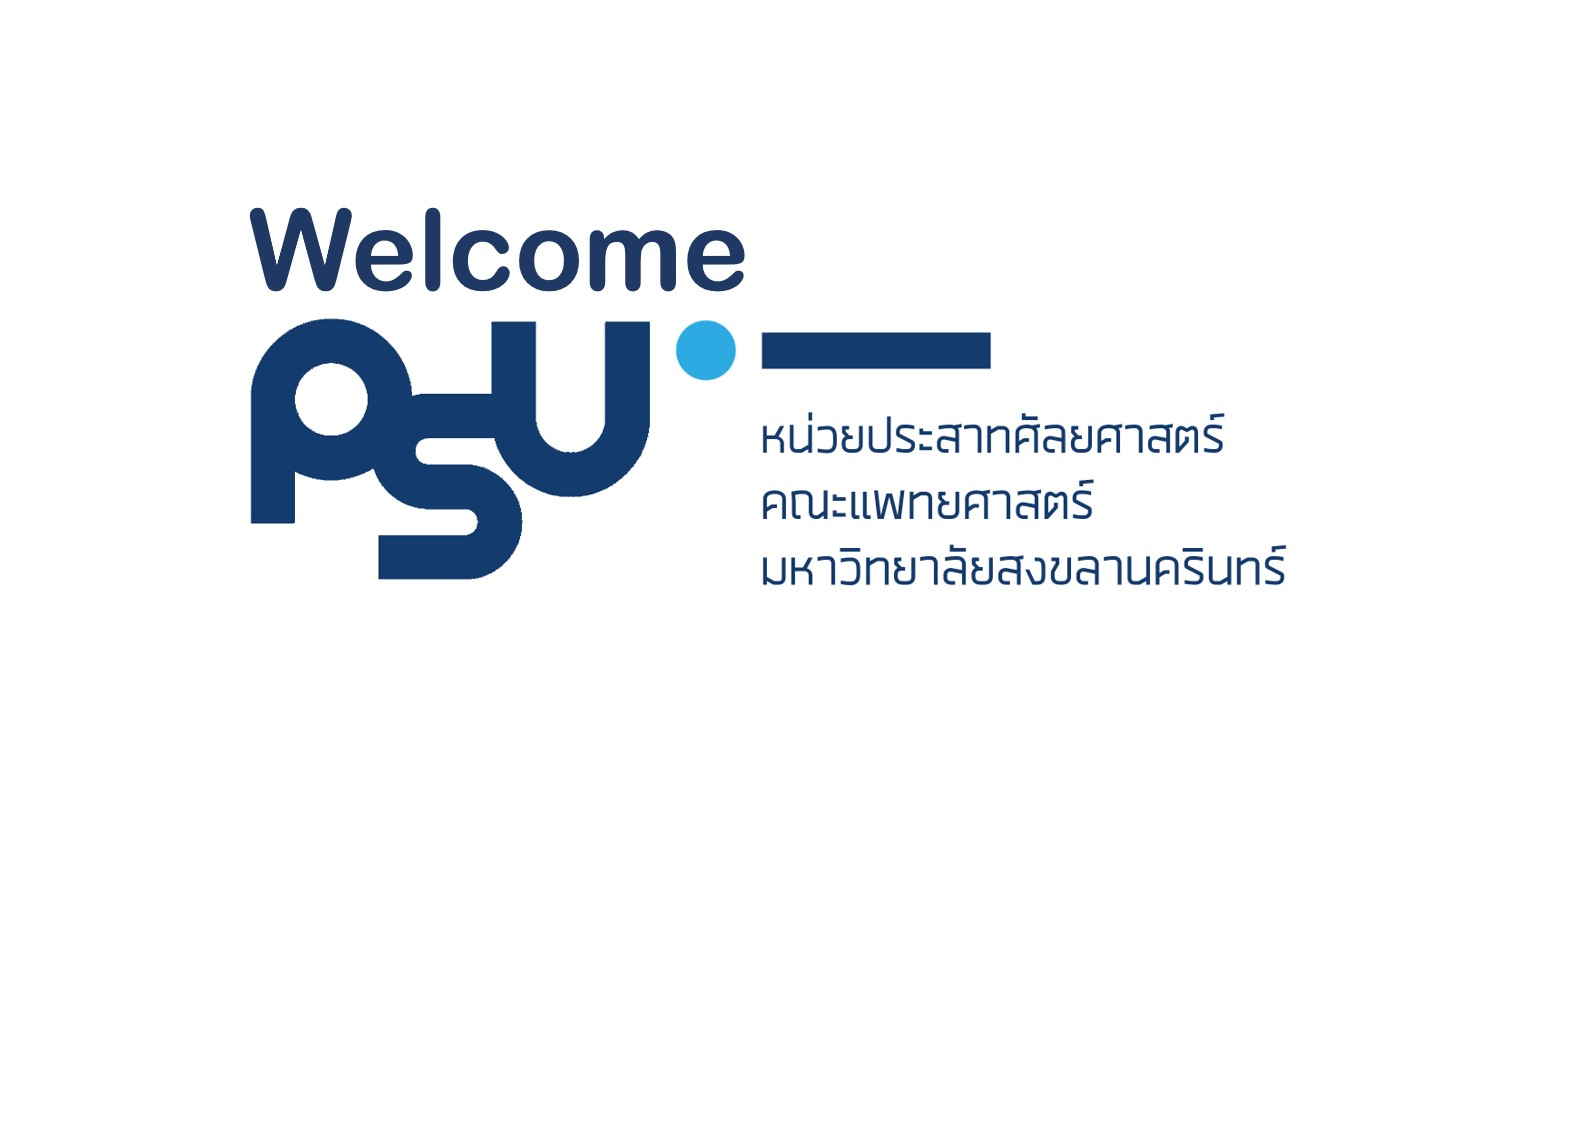 Welcome
PSU
หน่วยประสาทศัลยศาสตร์
คณะแพทยศาสตร์
มหาวิทยาลัยสงขลานครินทร์